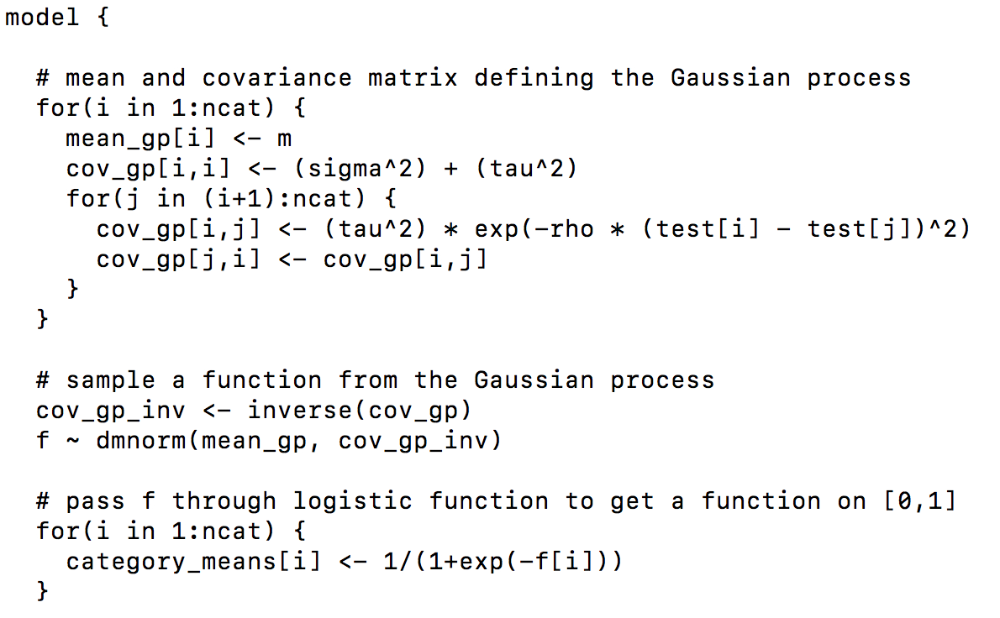 model {
# mean and covariance matrix defining the Gaussian process
for(i in 1:ncat) {
mean_gp[i] <- m
cov_gp[i,i] <- (sigma^2) + (tau^2)
for(j in (i+1):ncat) {
cov_gp[i,j] <- (tau^2) * exp(-rho * (test[i] - test[j])^2)
cov_gp[j,i] <- cov_gp[i,j]
}
}
# sample a function from the Gaussian process
cov_gp_inv <- inverse(cov_gp)
f ~ dmnorm(mean_gp, cov_gp_inv)
# pass f through logistic function to get a function on [0,1]
for(i in 1:ncat) {
category_means[i] <- 1/(1+exp(-f[i]))
}